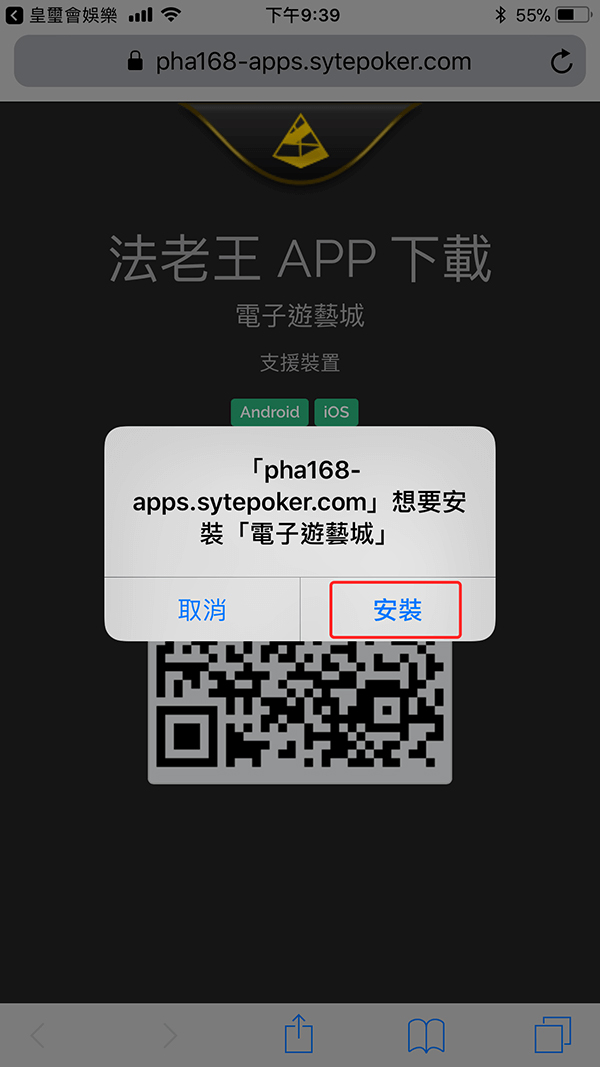 皇璽會娛樂 下午9:39 55%
pha168-apps.sytepoker.com
法老王 APP 下載
電子遊藝城
支援裝置
Android iOS
「pha168-
apps.sytepoker.com」想要安
裝「電子遊藝城」
取消 安裝